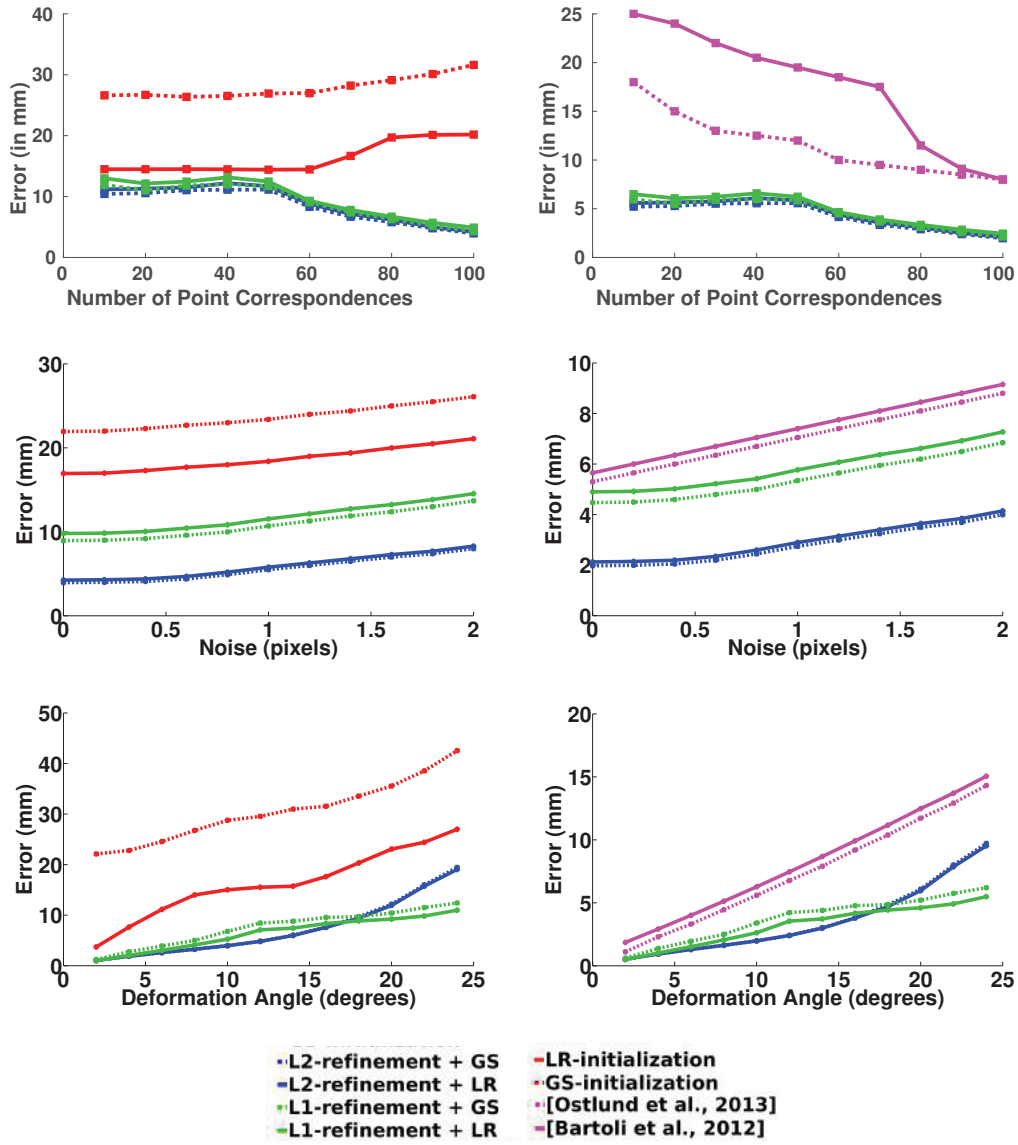 40
30
20
10
0
Error (in mm)
0 20 40 60 80 100
Number of Point Correspondences
25
20
15
10
5
0
Error (in mm)
0 20 40 60 80 100
Number of Point Correspondences
30
20
10
0
Error (mm)
0 0.5 1 1.5 2
Noise (pixels)
10
8
6
4
2
0
Error (mm)
0 0.5 1 1.5 2
Noise (pixels)
50
40
30
20
10
0
Error (mm)
0 5 10 15 20 25
Deformation Angle (degrees)
20
15
10
5
0
Error (mm)
0 5 10 15 20 25
Deformation Angle (degrees)
L2-refinement + GS
L2-refinement + LR
L1-refinement + GS
L1-refinement + LR
LR-initialization
GS-initialization
[Ostlund et al., 2013]
[Bartoli et al., 2012]